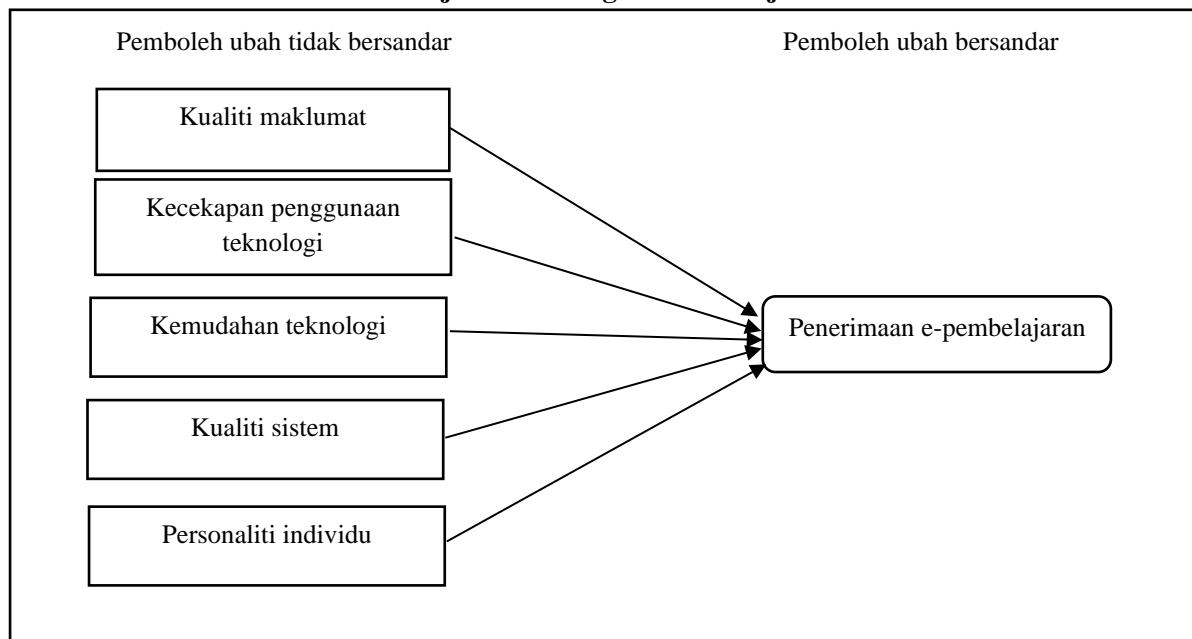 Pemboleh ubah tidak bersandar
Pemboleh ubah bersandar
Kualiti maklumat
Kecekapan penggunaan
teknologi
Kemudahan teknologi
Penerimaan e-pembelajaran
Kualiti sistem
Personaliti individu